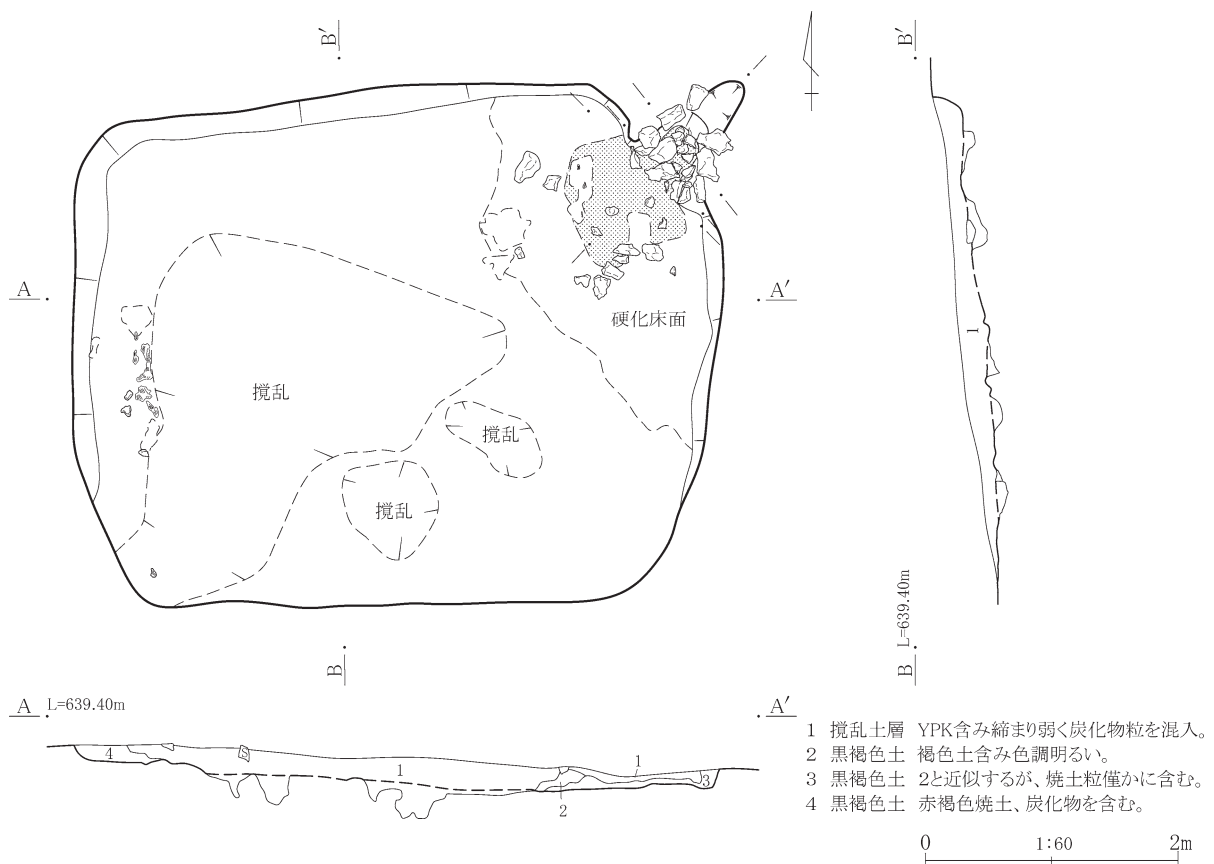 B′
B′
A
A′
硬化床面
撹乱
撹乱
撹乱
1
B
B L=639.40m
A L=639.40m
A′
4
S
1
1
3
2
1 撹乱土層 YPK含み締まり弱く炭化物粒を混入。
2 黒褐色土 褐色土含み色調明るい。
3 黒褐色土 2と近似するが、焼土粒僅かに含む。
4 黒褐色土 赤褐色焼土、炭化物を含む。
0 1:60 2m